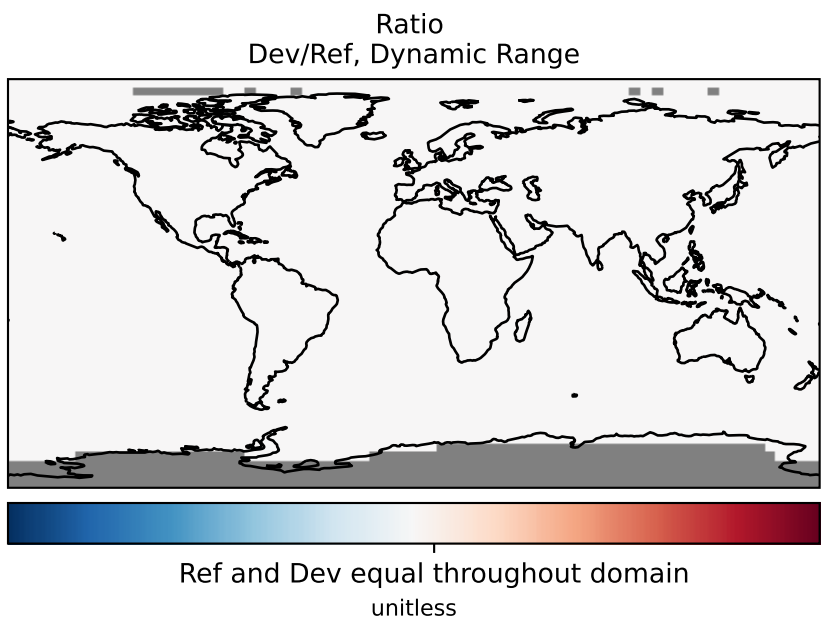 Ratio
Dev/Ref, Dynamic Range
Ref and Dev equal throughout domain
unitless